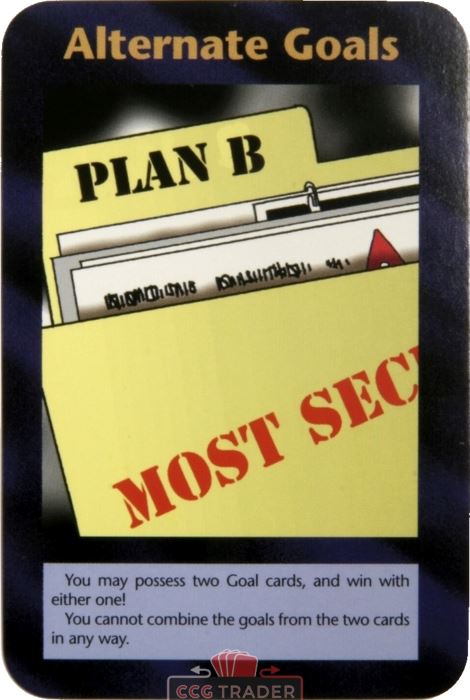 Alternate Goals
PLAN B
MOST SEC
You may possess two Goal cards, and win with
either one!
You cannot combine the goals from the two cards
in any way.
CCG TRADER